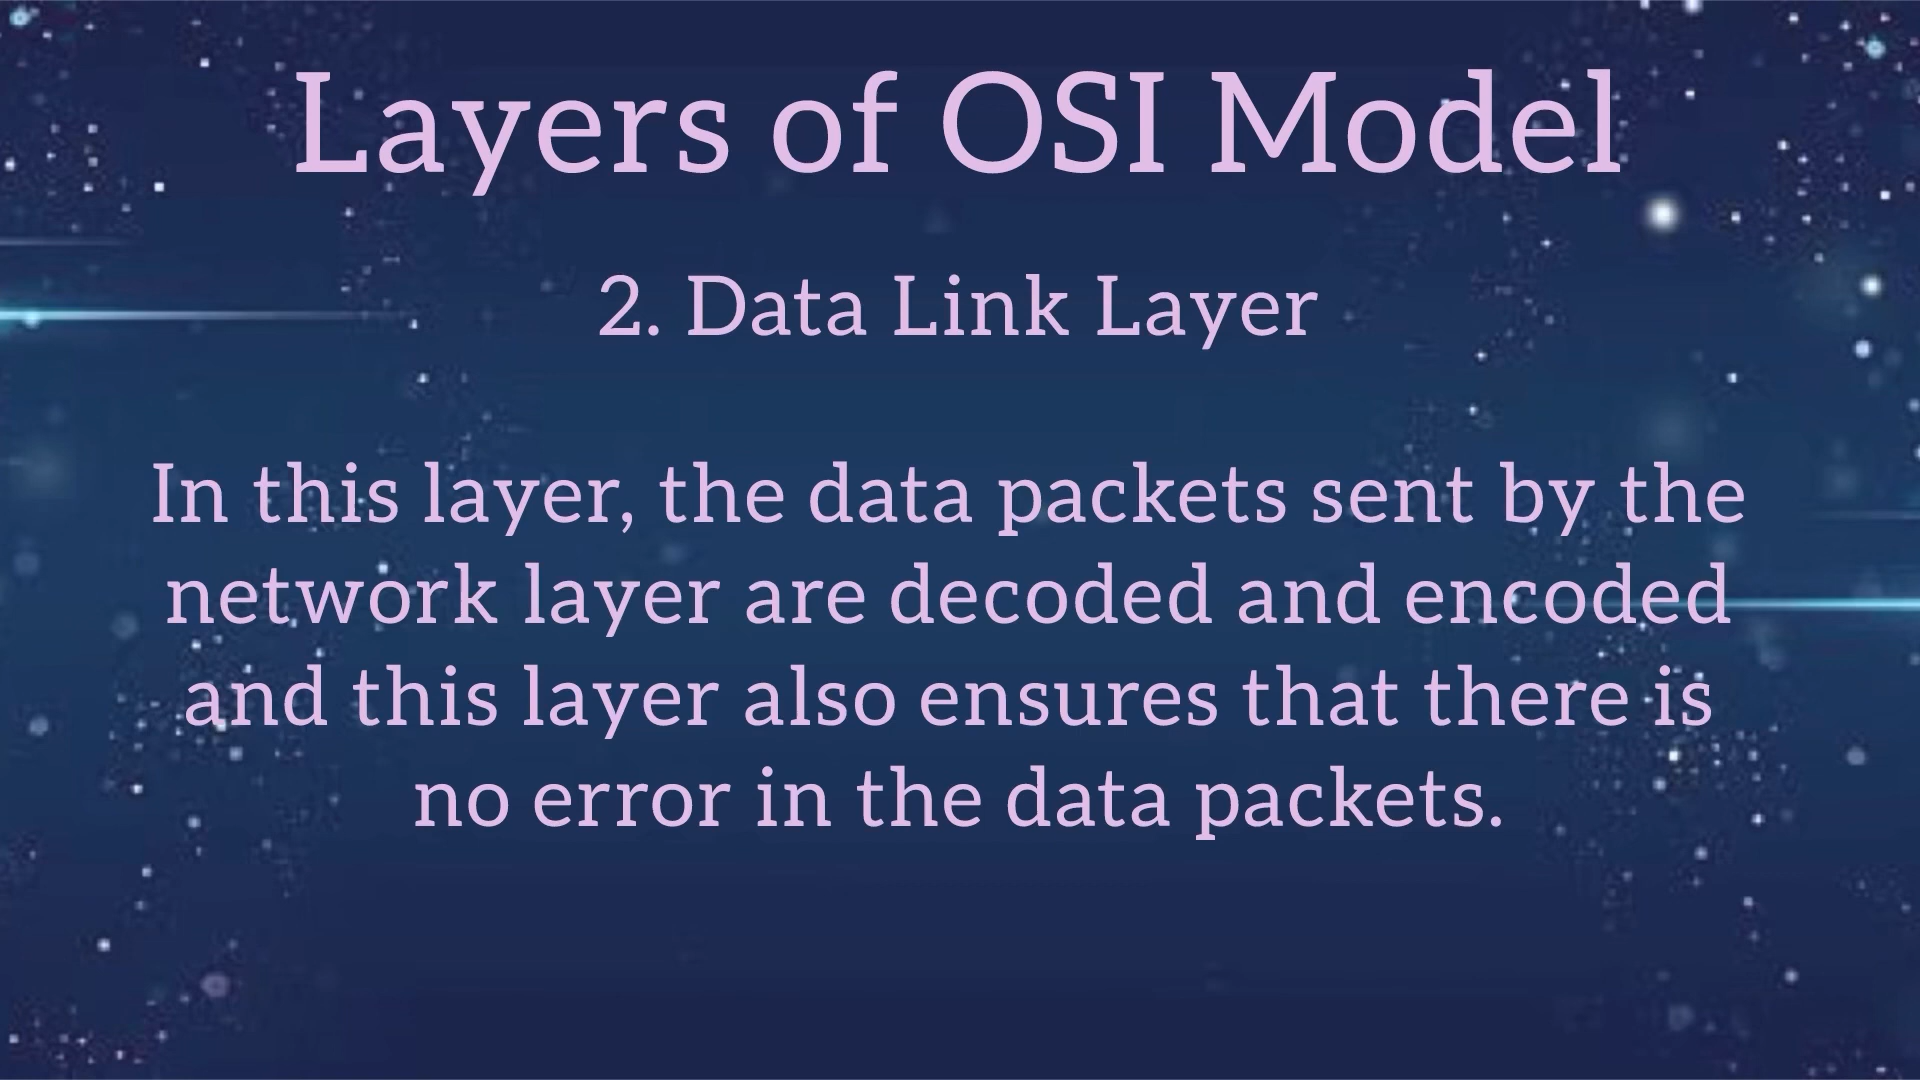 Layers of OSI Model
2. Data Link Layer
In this layer, the data packets sent by the
network layer are decoded and encoded
and this layer also ensures that there is
no error in the data packets.